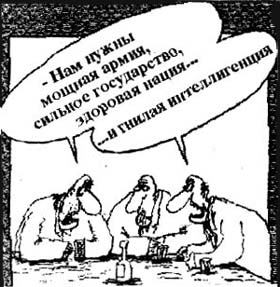 - Нам нужны
мощная армия,
сильное государство,
здоровая нация...
...и гнилая интеллигенция